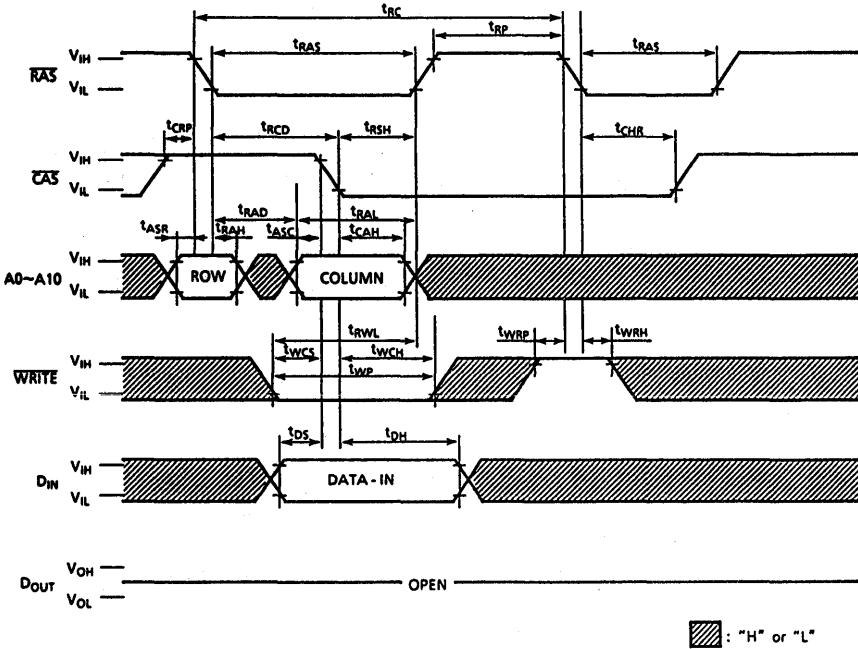 tRC
tRP
tRAS
tRAS
VIH
RAS
VIL
tCRP
tRCD
tRSH
tCHR
VIH
CAS
VIL
tRAD
tRAL
tASR
tRAH
tASC
tCAH
VIH
A0~A10
ROW
COLUMN
VIL
tRWL
tWRP
tWRH
tWCS
tWCH
VIH
WRITE
tWP
VIL
tDS
tDH
VIH
DIN
DATA - IN
VIL
VOH
DOUT
OPEN
VOL
: "H" or "L"